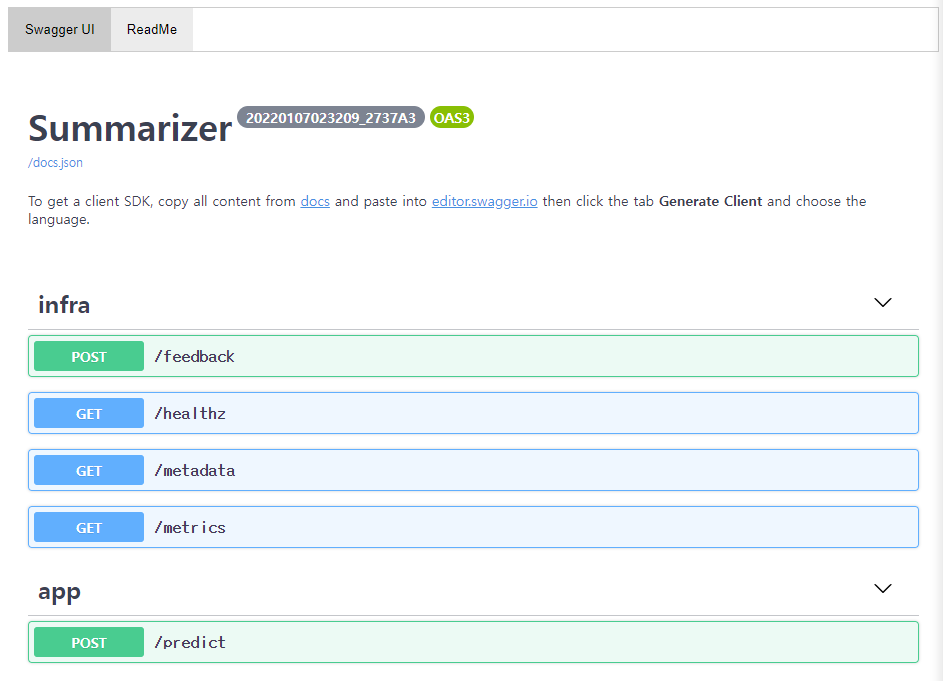 Swagger UI ReadMe
Summarizer 20220107023209_2737A3 OAS3
/docs.json
To get a client SDK, copy all content from docs and paste into editor.swagger.io then click the tab Generate Client and choose the
language.
infra
POST /feedback
GET /healthz
GET /metadata
GET /metrics
app
POST /predict